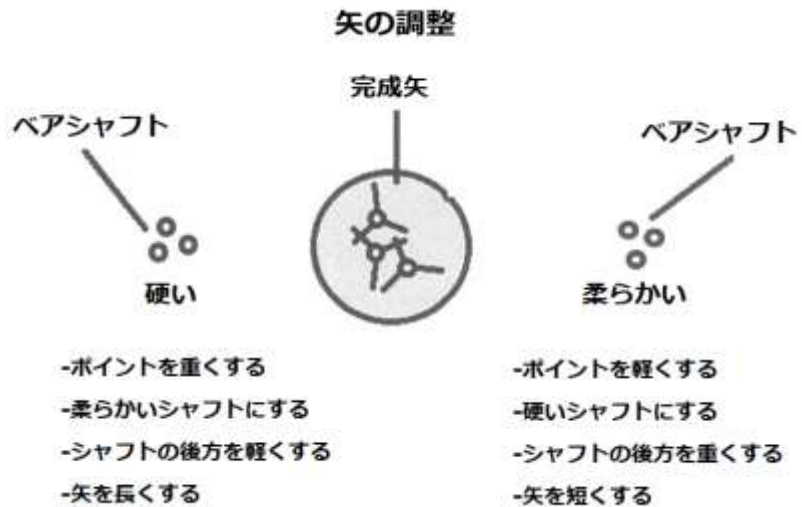 矢の調整
完成矢
ベアシャフト
ベアシャフト
硬い
柔らかい
-ポイントを重くする
-柔らかいシャフトにする
-シャフトの後方を軽くする
-矢を長くする
-ポイントを軽くする
-硬いシャフトにする
-シャフトの後方を重くする
-矢を短くする